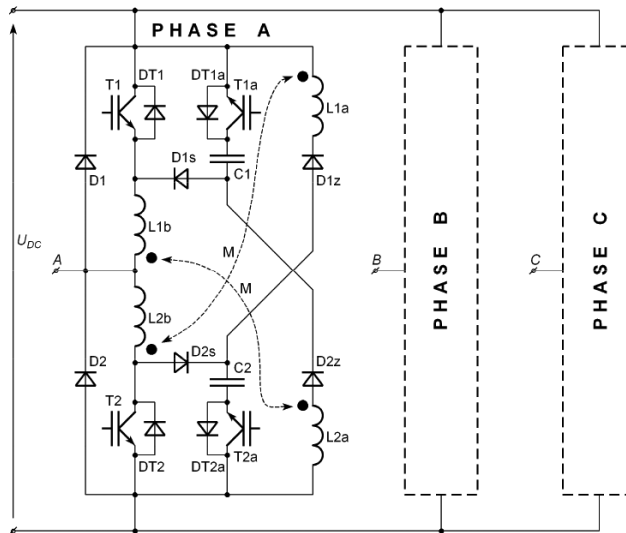 PHASE A
DT1
DT1a
T1
T1a
L1a
D1s
D1
C1
D1z
L1b
UDC
A
M
B
C
PHASE B
PHASE C
M
L2b
D2
D2s
C2
D2z
T2
L2a
DT2
DT2a
T2a